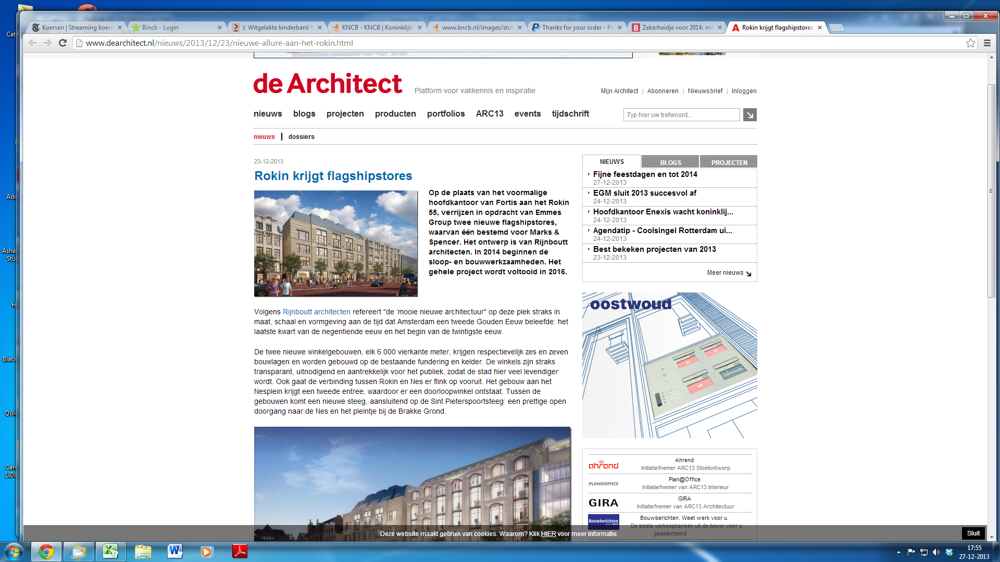 Koersen | Streaming koers
Binck - Login
≥ Witgelakte kinderbank t
KNCB - KNCB | Koninklijk
www.kncb.nl/images/stor
Thanks for your order - Pa
Zekerheidje voor 2014: me
Rokin krijgt flagshipstores
www.dearchitect.nl/nieuws/2013/12/23/nieuwe-allure-aan-het-rokin.html
de Architect
Platform voor vakkennis en inspiratie
Mijn Architect | Abonneren | Nieuwsbrief | Inloggen
nieuws blogs projecten producten portfolios ARC13 events tijdschrift
Typ hier uw trefwoord...
nieuws | dossiers
23-12-2013
Rokin krijgt flagshipstores
Op de plaats van het voormalige
hoofdkantoor van Fortis aan het Rokin
55, verrijzen in opdracht van Emmes
Group twee nieuwe flagshipstores,
waarvan één bestemd voor Marks &
Spencer. Het ontwerp is van Rijnboutt
architecten. In 2014 beginnen de
sloop- en bouwwerkzaamheden. Het
gehele project wordt voltooid in 2016.
Volgens Rijnboutt architecten refereert "de ‘mooie nieuwe architectuur" op deze plek straks in
maat, schaal en vormgeving aan de tijd dat Amsterdam een tweede Gouden Eeuw beleefde: het
laatste kwart van de negentiende eeuw en het begin van de twintigste eeuw.
De twee nieuwe winkelgebouwen, elk 6.000 vierkante meter, krijgen respectievelijk zes en zeven
bouwlagen en worden gebouwd op de bestaande fundering en kelder. De winkels zijn straks
transparant, uitnodigend en aantrekkelijk voor het publiek, zodat de stad hier veel levendiger
wordt. Ook gaat de verbinding tussen Rokin en Nes er flink op vooruit. Het gebouw aan het
Nesplein krijgt een tweede entree, waardoor er een doorloopwinkel ontstaat. Tussen de
gebouwen komt een nieuwe steeg, aansluitend op de Sint Pieterspoortsteeg: een prettige open
doorgang naar de Nes en het pleintje bij de Brakke Grond.
NIEUWS BLOGS PROJECTEN
Fijne feestdagen en tot 2014
27-12-2013
EGM sluit 2013 succesvol af
24-12-2013
Hoofdkantoor Enexis wacht koninklij...
24-12-2013
Agendatip - Coolsingel Rotterdam ui...
24-12-2013
Best bekeken projecten van 2013
23-12-2013
Meer nieuws
oostwoud
ahrend
Ahrend
Initiatiefnemer ARC13 Stoelontwerp
PLAN@OFFICE
Plan@Office
Initiatiefnemer van ARC13 Interieur
GIRA
GIRA
Initiatiefnemer van ARC13 Architectuur
Bouwberichten
Bouwberichten. Weet werk voor u.
De beste verkoopkansen uit de bouw voor u
geselecteerd
Deze website maakt gebruik van cookies. Waarom? Klik HIER voor meer informatie.
Sluit
Cat
Ado
Asha
Stu
H
Black
Quic
Can
LiDE
17:55
27-12-2013